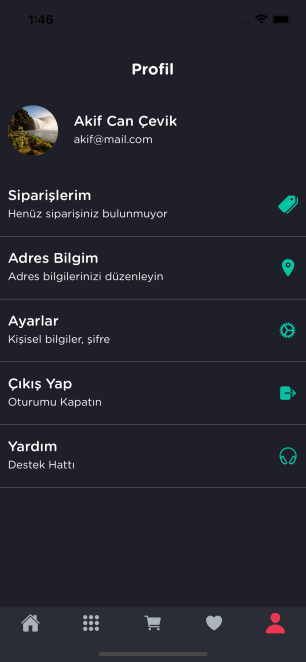 1:46
Profil
Akif Can Çevik
akif@mail.com
Siparişlerim
Henüz siparişiniz bulunmuyor
Adres Bilgim
Adres bilgilerinizi düzenleyin
Ayarlar
Kişisel bilgiler, şifre
Çıkış Yap
Oturumu Kapatın
Yardım
Destek Hattı